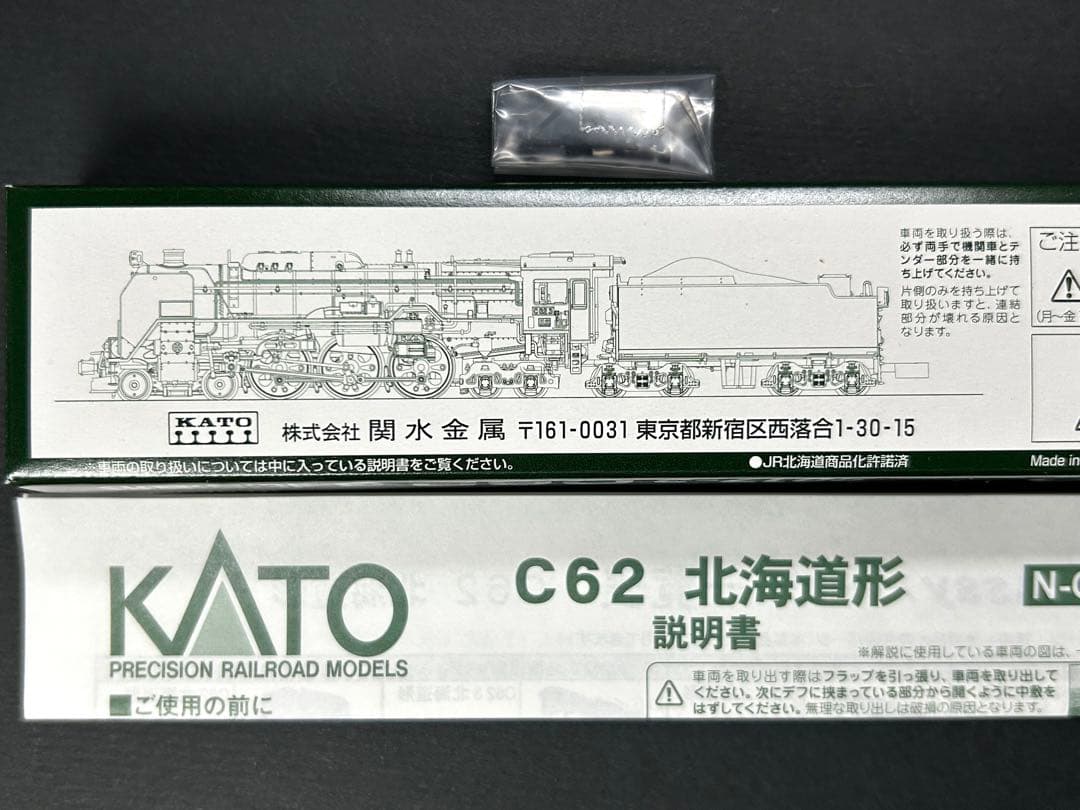 車両を取り扱う際は、
必ず両手で機関車とテ
ンダー部分を一緒に持
ち上げてください。
片側のみを持ち上げて
取り扱いますと、連結
部分が壊れる原因と
なります。
ご注
(月〜金
KATO
株式会社 関水金属 〒161-0031 東京都新宿区西落合1-30-15
※車両の取り扱いについては中に入っている説明書をご覧ください。
●JR北海道商品化許諾済
Made in
KATO
PRECISION RAILROAD MODELS
C62 北海道形
説明書
N-G
※解説に使用している車両の図は、
車両を取り出す際はフラップを引っ張り、車両を取り出して
ください。次にデフに挟まっている部分から開くように中敷を
はずしてください。無理な取り出しは破損の原因となります。
■ご使用の前に